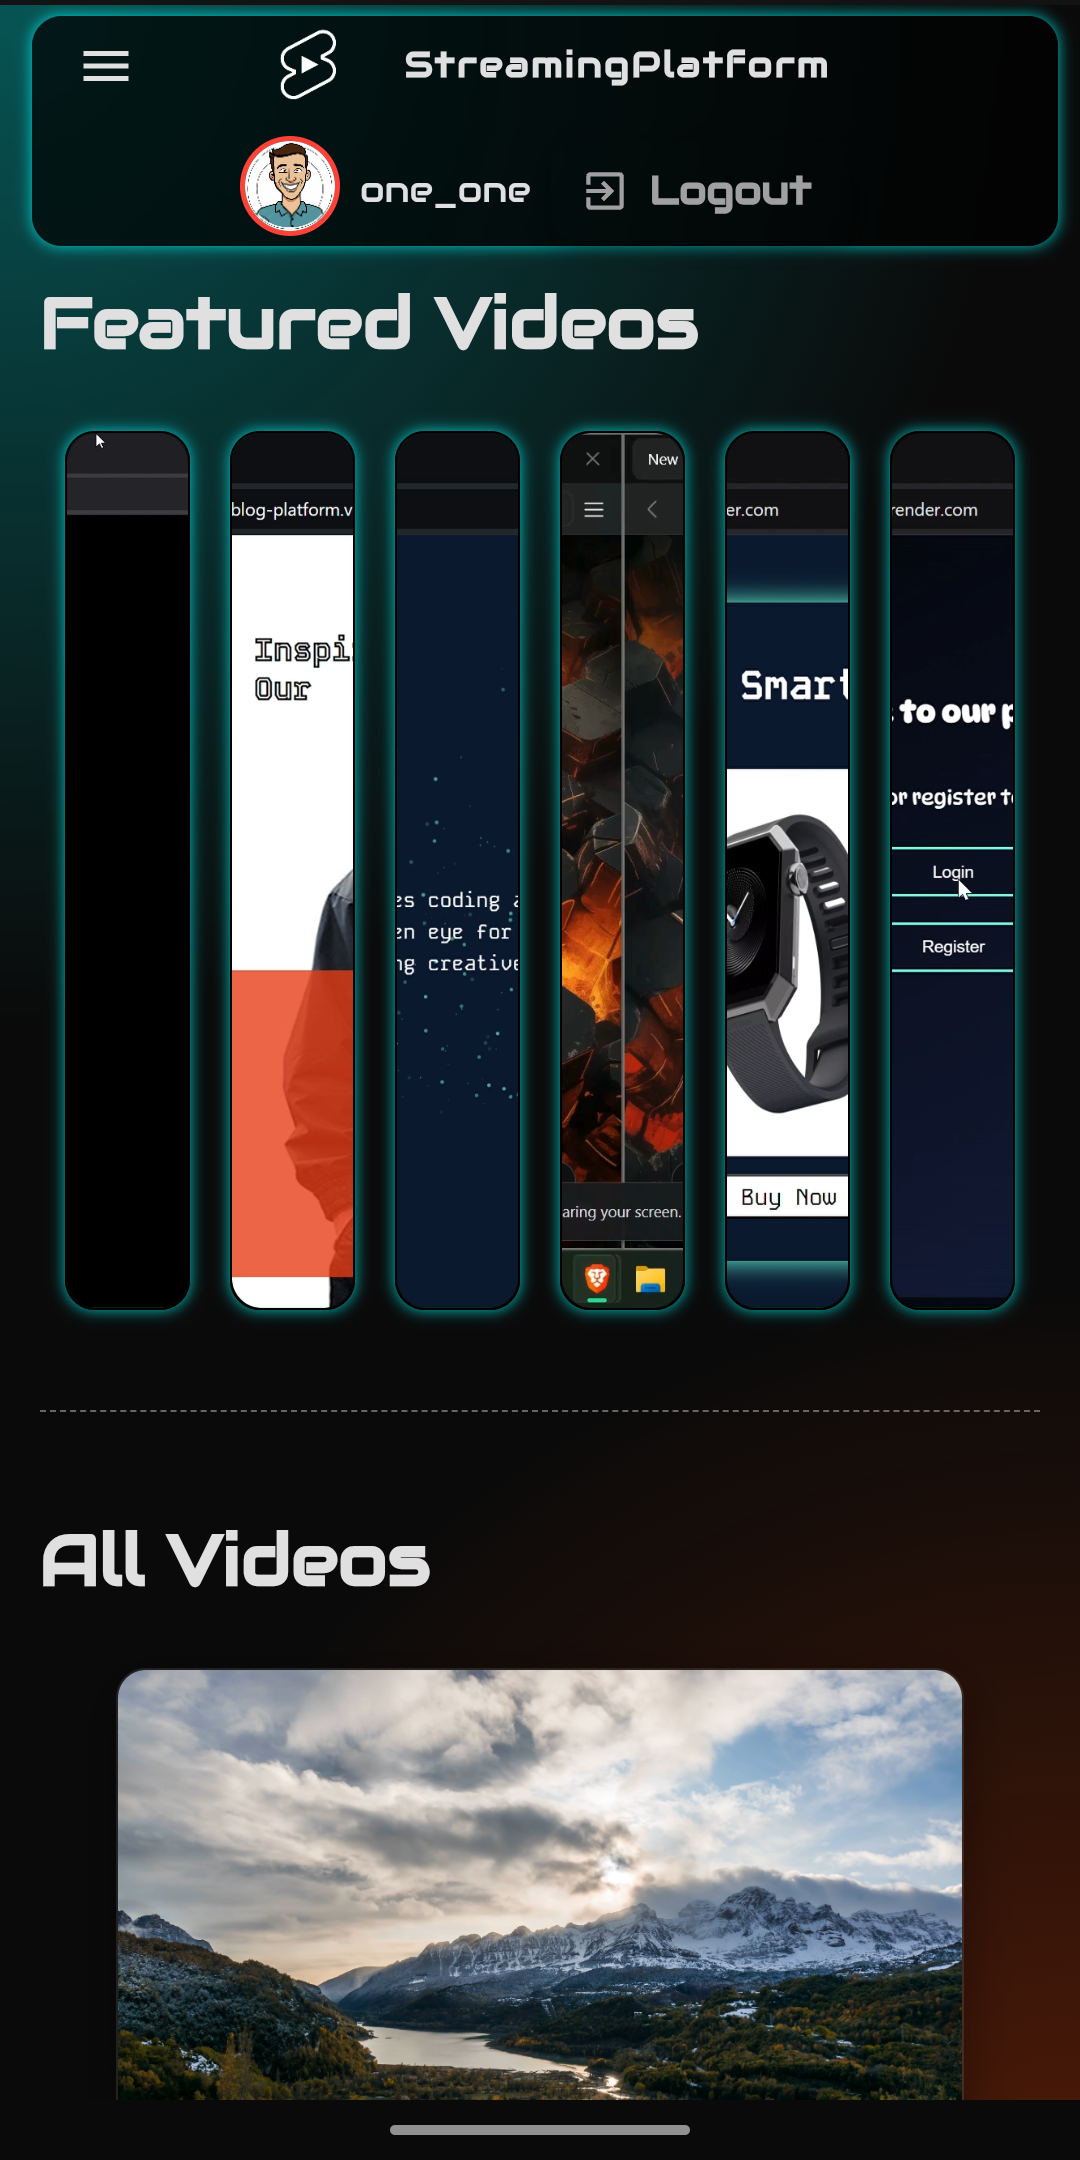 StreamingPlatform
one_one
Logout
Featured Videos
blog-platform.v
Inspi
Our
es coding
en eye for
ng creative
New
aring your screen.
er.com
Smart
Buy Now
render.com
to our p
or register to
Login
Register
All Videos